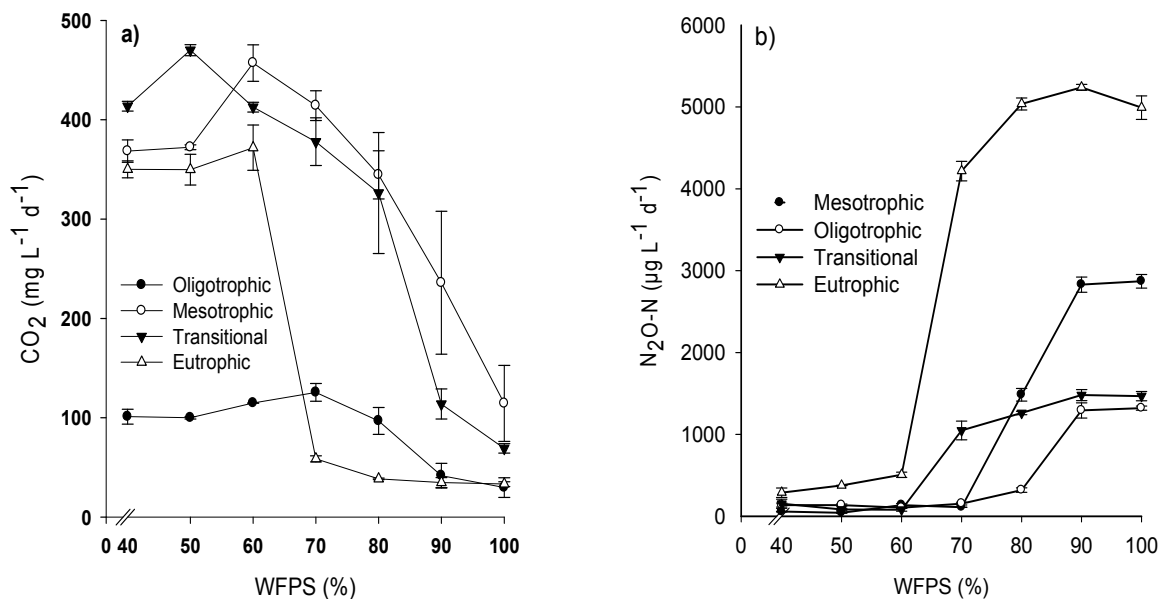 a)
CO2 (mg L−1 d−1)
500
400
300
200
100
0
Oligotrophic
Mesotrophic
Transitional
Eutrophic
0 40 50 60 70 80 90 100
WFPS (%)
b)
N2O-N (µg L−1 d−1)
6000
5000
4000
3000
2000
1000
0
Mesotrophic
Oligotrophic
Transitional
Eutrophic
0 40 50 60 70 80 90 100
WFPS (%)